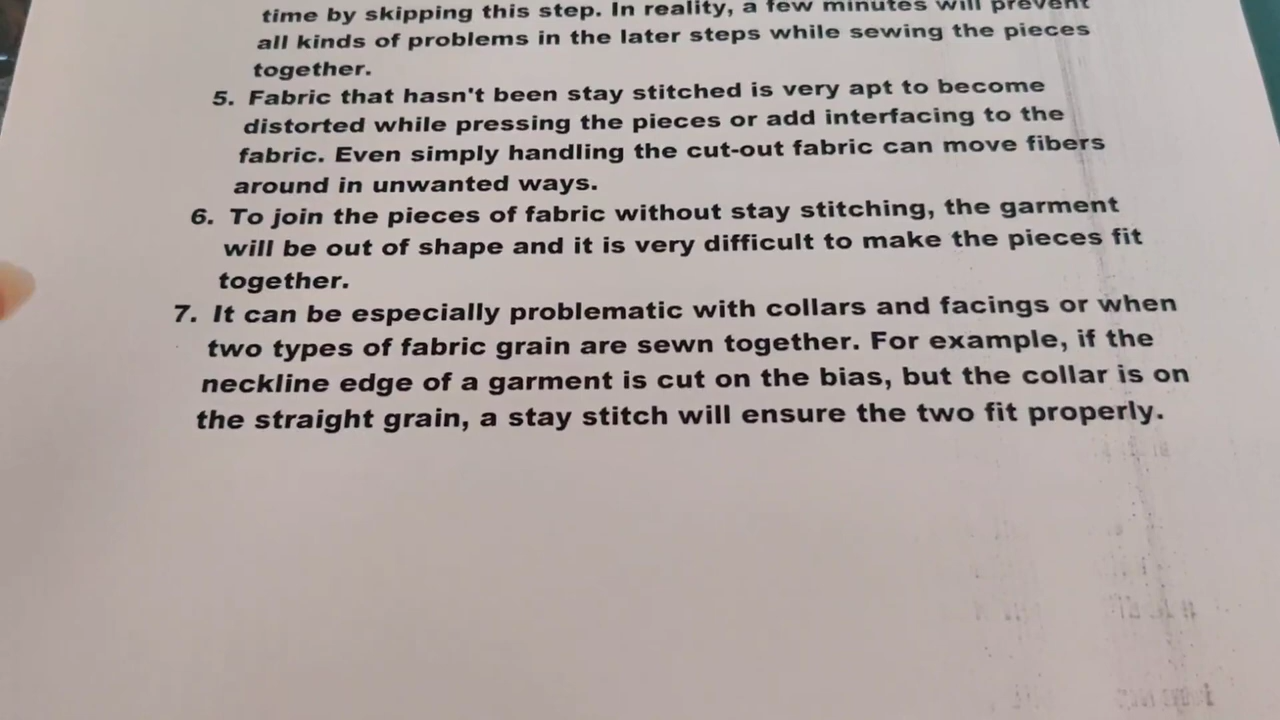 time by skipping this step. In reality, a few minutes will prevent
all kinds of problems in the later steps while sewing the pieces
together.
5. Fabric that hasn't been stay stitched is very apt to become
distorted while pressing the pieces or add interfacing to the
fabric. Even simply handling the cut-out fabric can move fibers
around in unwanted ways.
6. To join the pieces of fabric without stay stitching, the garment
will be out of shape and it is very difficult to make the pieces fit
together.
7. It can be especially problematic with collars and facings or when
two types of fabric grain are sewn together. For example, if the
neckline edge of a garment is cut on the bias, but the collar is on
the straight grain, a stay stitch will ensure the two fit properly.